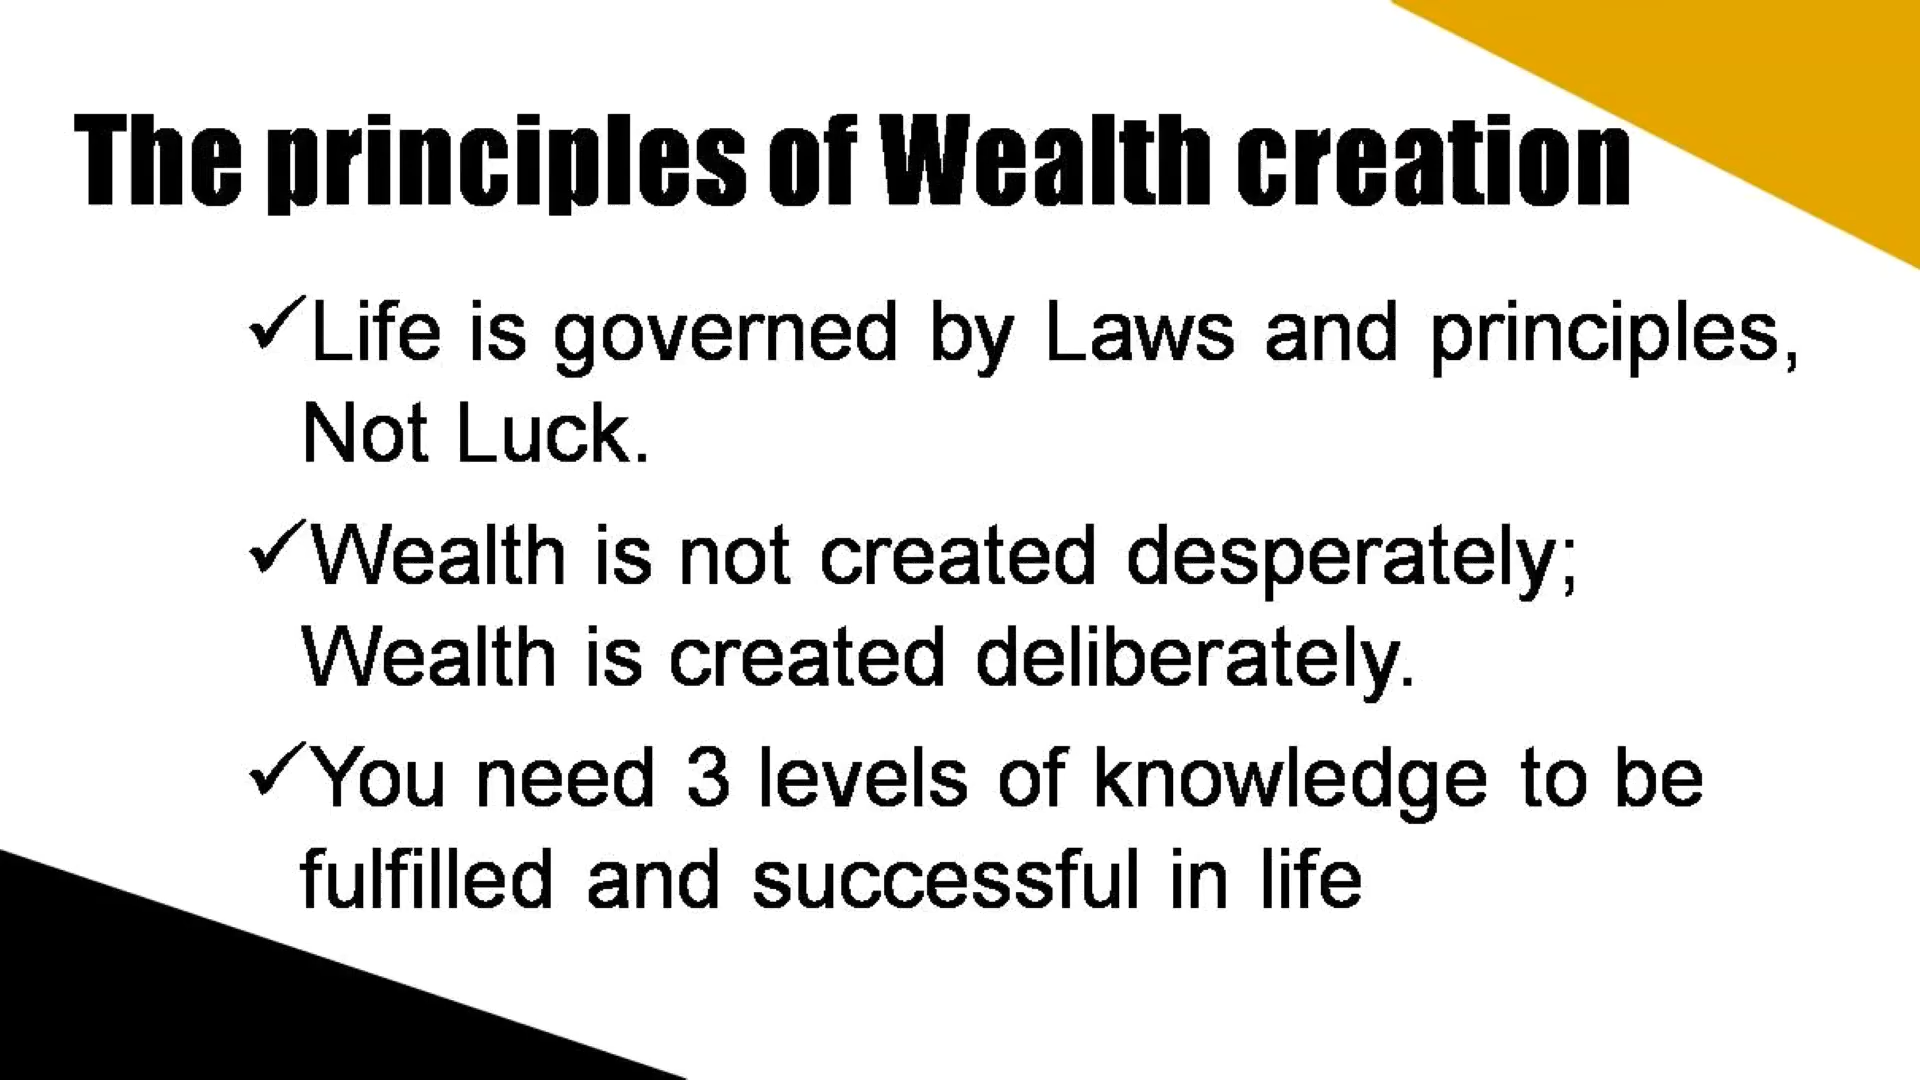 The principles of Wealth creation
✓Life is governed by Laws and principles,
Not Luck.
✓Wealth is not created desperately;
Wealth is created deliberately.
✓You need 3 levels of knowledge to be
fulfilled and successful in life